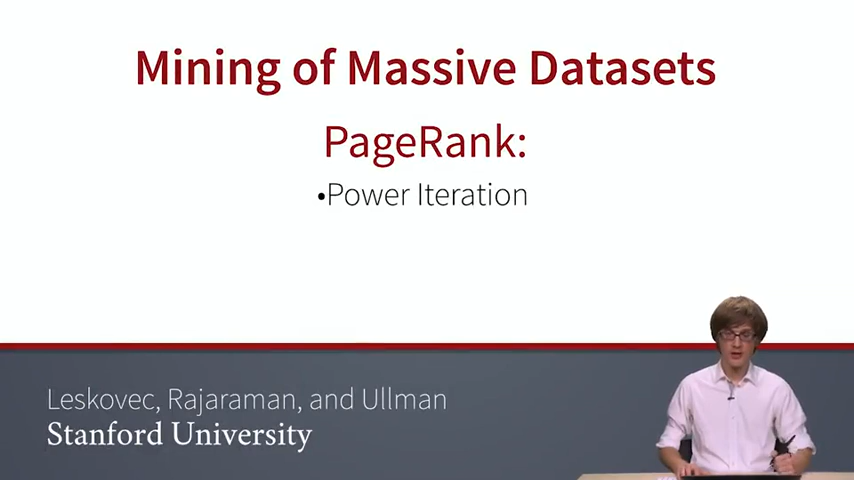 Mining of Massive Datasets
PageRank:
•Power Iteration
Leskovec, Rajaraman, and Ullman
Stanford University